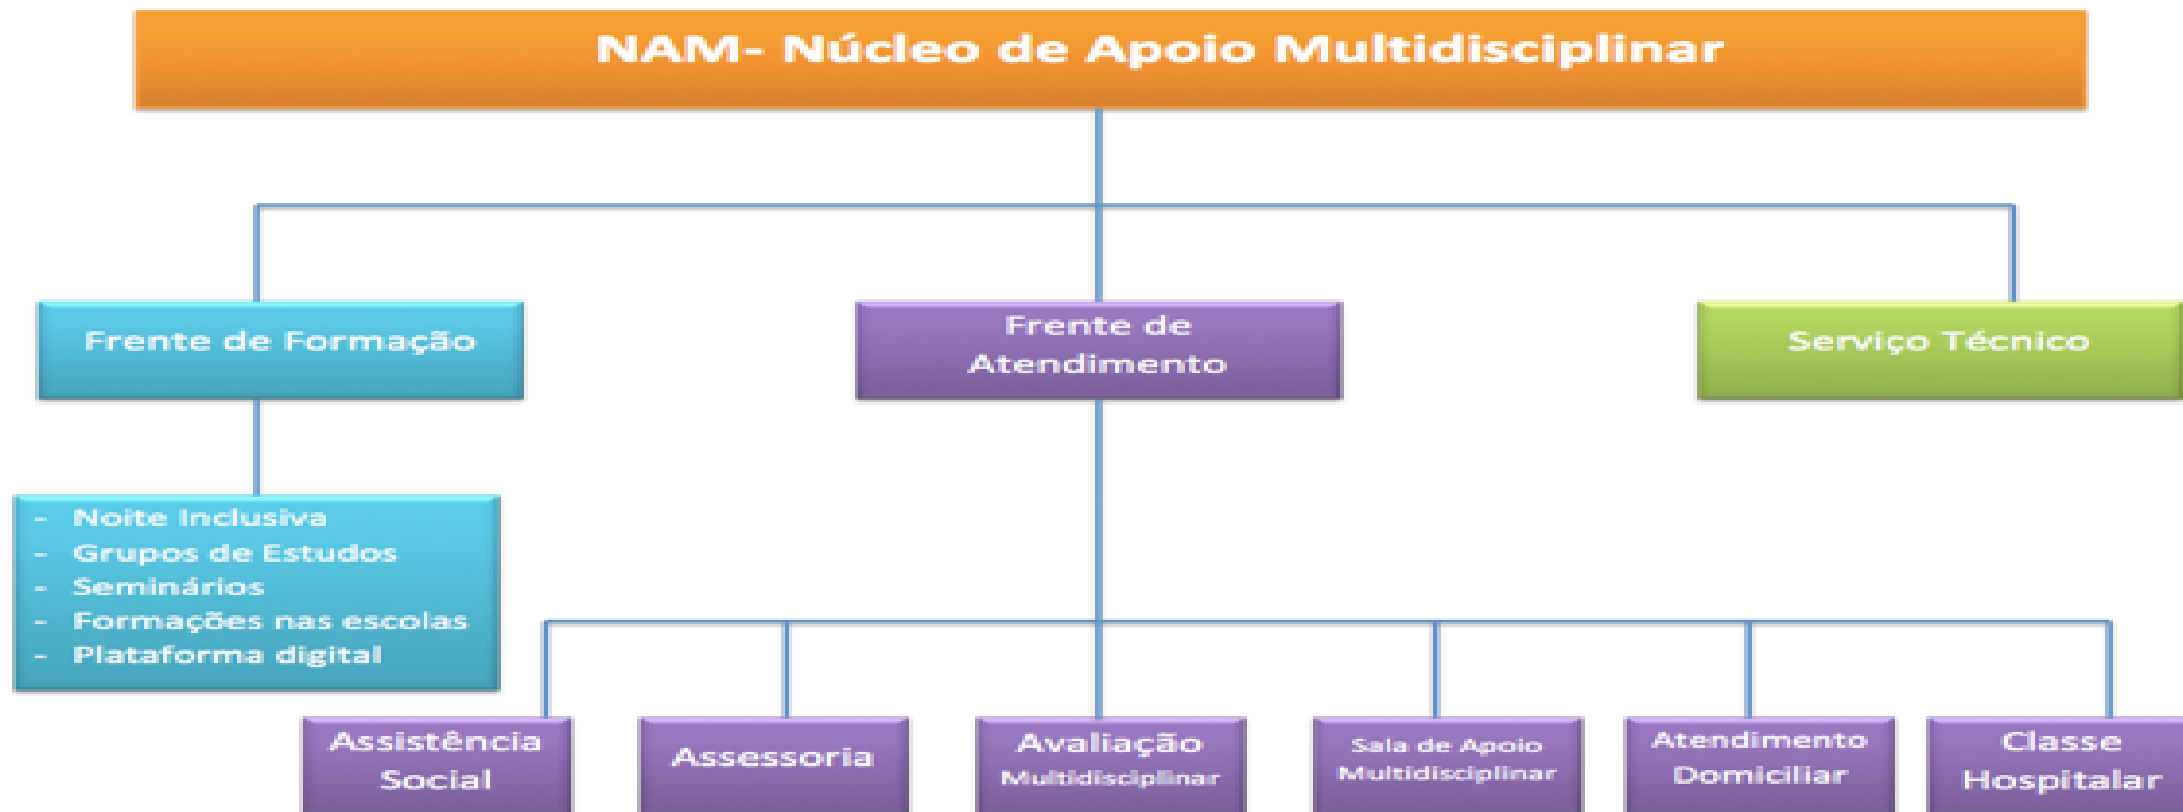 NAM- Núcleo de Apoio Multidisciplinar
Frente de Formação
Frente de
Atendimento
Serviço Técnico
- Noite Inclusiva
- Grupos de Estudos
- Seminários
- Formações nas escolas
- Plataforma digital
Assistência
Social
Assessoria
Avaliação
Multidisciplinar
Sala de Apoio
Multidisciplinar
Atendimento
Domiciliar
Classe
Hospitalar